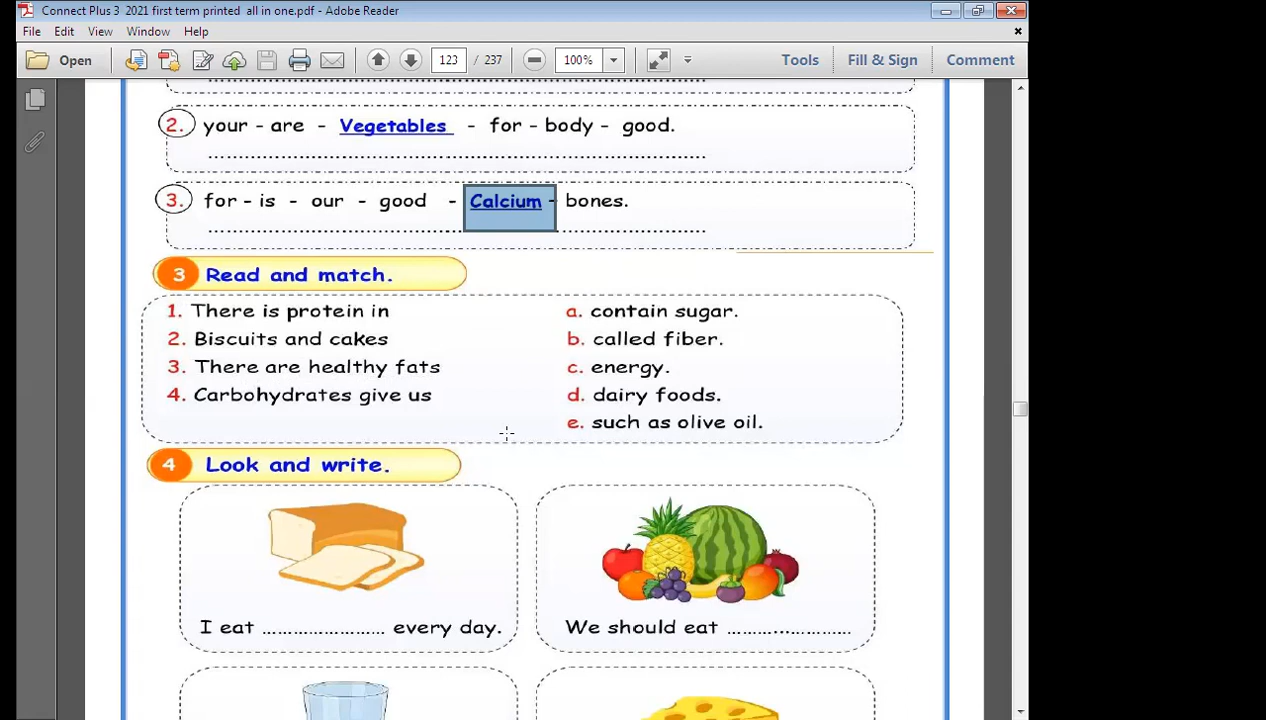 Connect Plus 3 2021 first term printed all in one.pdf - Adobe Reader
File Edit View Window Help
Open 123 / 237 100% Tools Fill & Sign Comment
2. your - are - Vegetables - for - body - good.
3. for - is - our - good - Calcium - bones.
3 Read and match.
1. There is protein in
a. contain sugar.
2. Biscuits and cakes
b. called fiber.
3. There are healthy fats
c. energy.
4. Carbohydrates give us
d. dairy foods.
e. such as olive oil.
4 Look and write.
I eat ........................ every day.
We should eat ........................